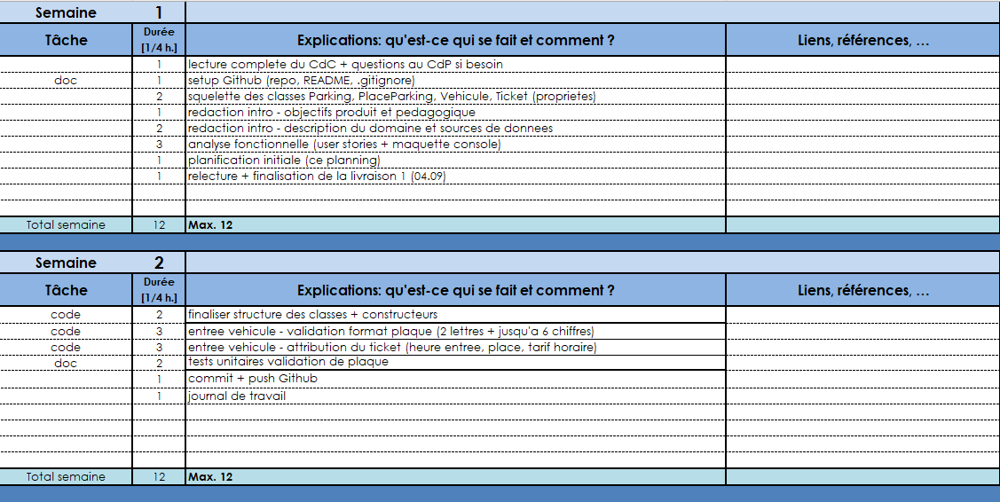 Semaine 1
Tâche Durée [1/4 h.] Explications: qu'est-ce qui se fait et comment ? Liens, références, …
1 lecture complete du CdC + questions au CdP si besoin
doc 1 setup Github (repo, README, .gitignore)
2 squelette des classes Parking, PlaceParking, Vehicule, Ticket (proprietes)
1 redaction intro - objectifs produit et pedagogique
2 redaction intro - description du domaine et sources de donnees
3 analyse fonctionnelle (user stories + maquette console)
1 planification initiale (ce planning)
1 relecture + finalisation de la livraison 1 (04.09)
Total semaine 12 Max. 12
Semaine 2
Tâche Durée [1/4 h.] Explications: qu'est-ce qui se fait et comment ? Liens, références, …
code 2 finaliser structure des classes + constructeurs
code 3 entree vehicule - validation format plaque (2 lettres + jusqu'a 6 chiffres)
code 3 entree vehicule - attribution du ticket (heure entree, place, tarif horaire)
doc 2 tests unitaires validation de plaque
1 commit + push Github
1 journal de travail
Total semaine 12 Max. 12